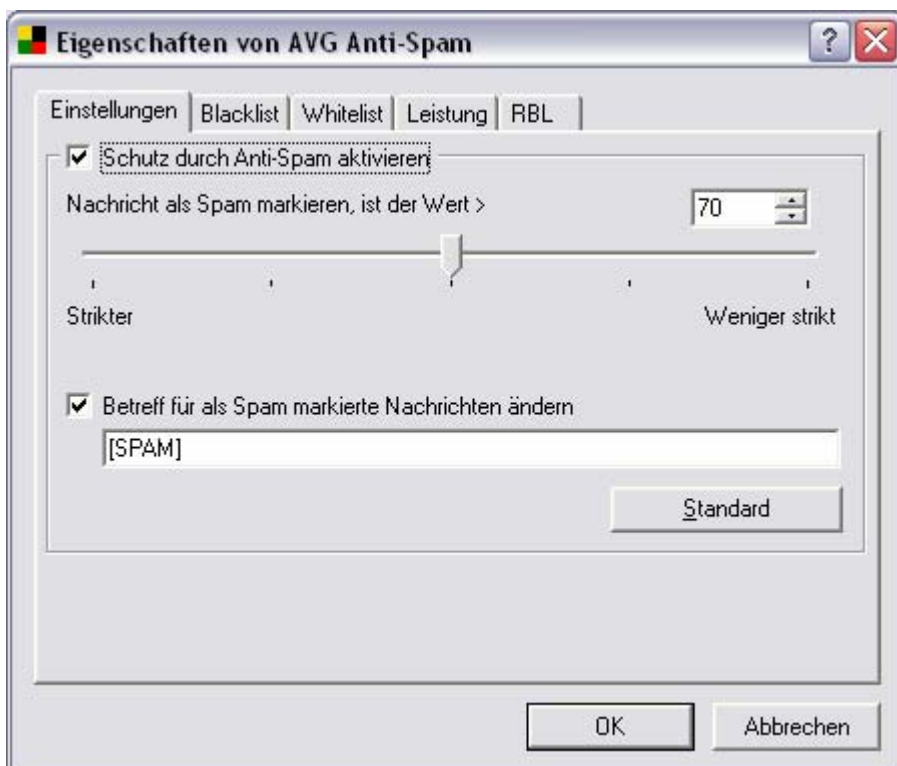 Eigenschaften von AVG Anti-Spam
Einstellungen Blacklist Whitelist Leistung RBL
Schutz durch Anti-Spam aktivieren
Nachricht als Spam markieren, ist der Wert > 70
Strikter Weniger strikt
Betreff für als Spam markierte Nachrichten ändern
[SPAM]
Standard
OK Abbrechen